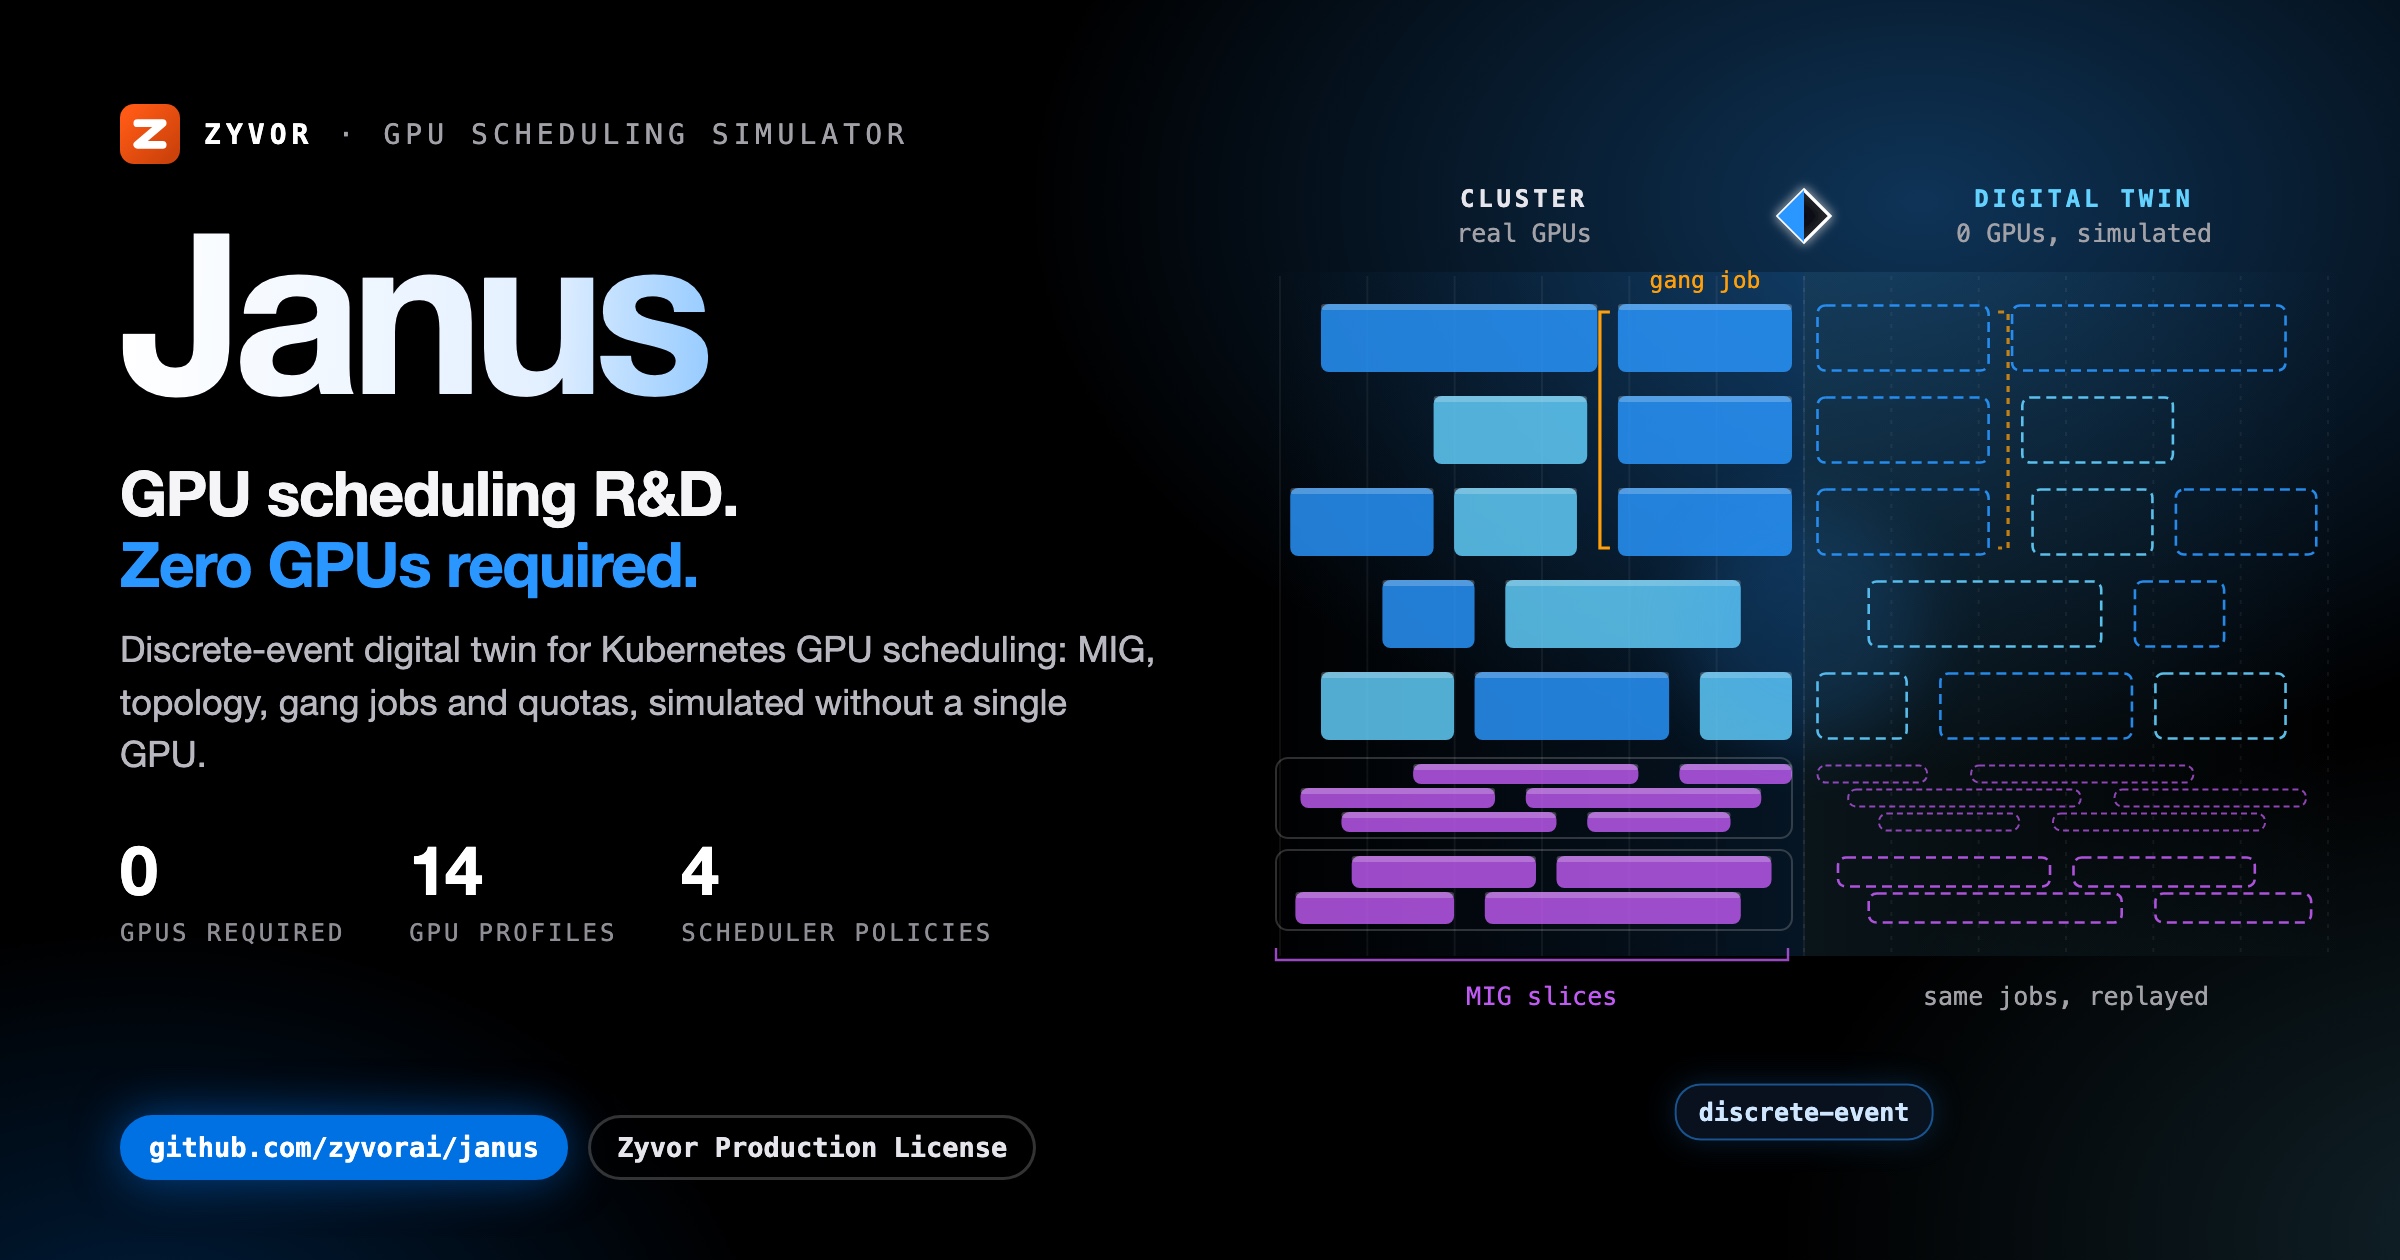 ZYVOR · GPU SCHEDULING SIMULATOR
Janus
GPU scheduling R&D.
Zero GPUs required.
Discrete-event digital twin for Kubernetes GPU scheduling: MIG,
topology, gang jobs and quotas, simulated without a single
GPU.
0
GPUS REQUIRED
14
GPU PROFILES
4
SCHEDULER POLICIES
github.com/zyvorai/janus
Zyvor Production License
CLUSTER
real GPUs
DIGITAL TWIN
0 GPUs, simulated
gang job
MIG slices
same jobs, replayed
discrete-event